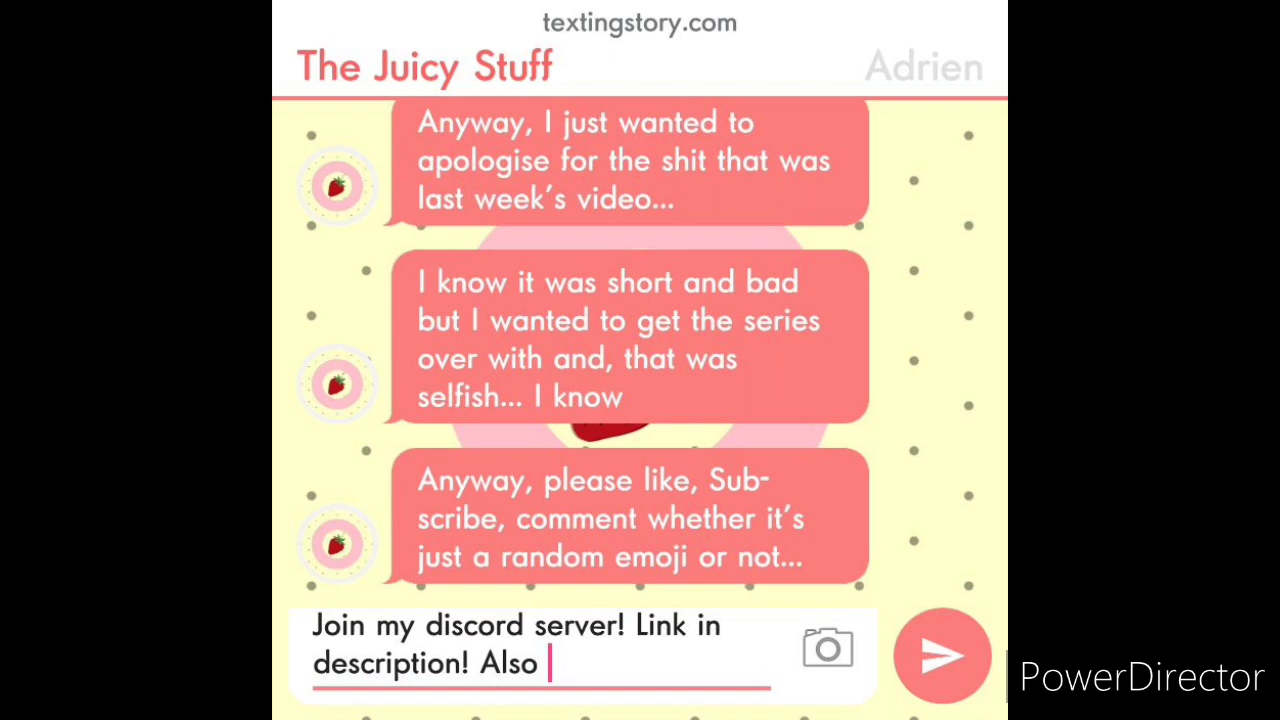 textingstory.com
The Juicy Stuff
Adrien
Anyway, I just wanted to
apologise for the shit that was
last week's video...
I know it was short and bad
but I wanted to get the series
over with and, that was
selfish... I know
Anyway, please like, Sub-
scribe, comment whether it's
just a random emoji or not...
Join my discord server! Link in
description! Also
PowerDirector